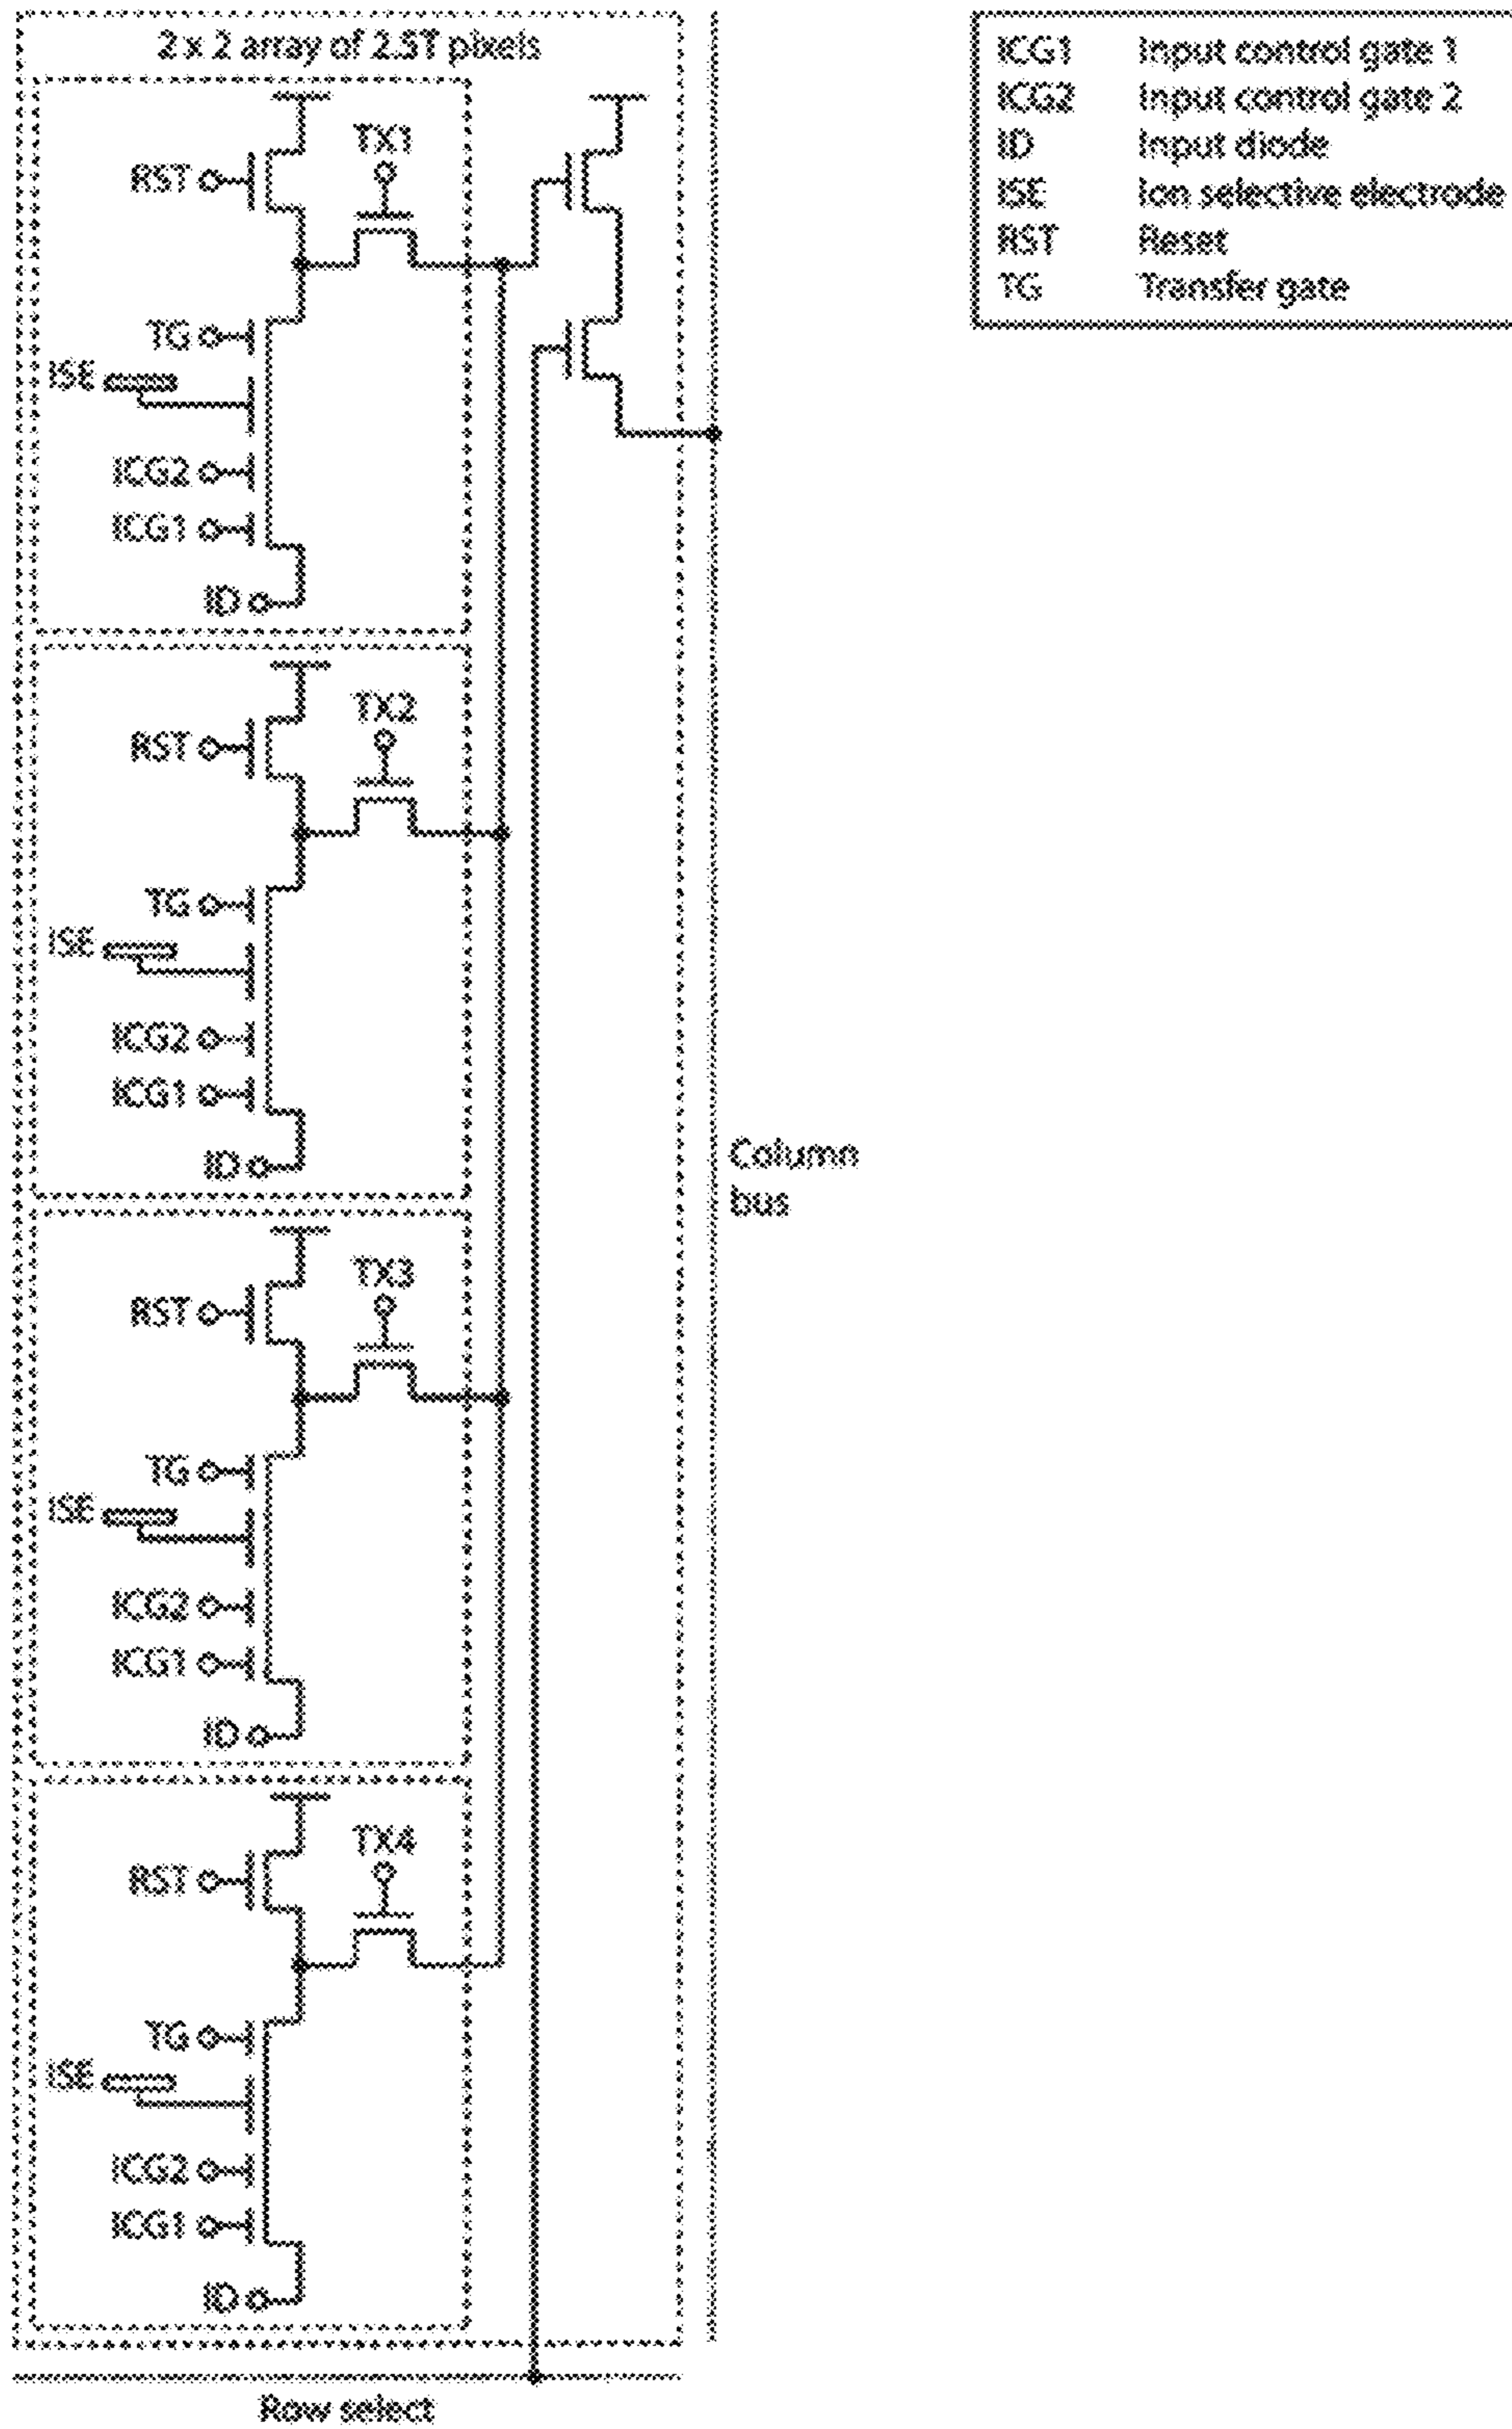 2 x 2 array of 2.5T pixels
RST
TX1
TG
ISE
ICG2
ICG1
ID
RST
TX2
TG
ISE
ICG2
ICG1
ID
RST
TX3
TG
ISE
ICG2
ICG1
ID
RST
TX4
TG
ISE
ICG2
ICG1
ID
Column
bus
Row select
ICG1 Input control gate 1
ICG2 Input control gate 2
ID Input diode
ISE Ion selective electrode
RST Reset
TG Transfer gate